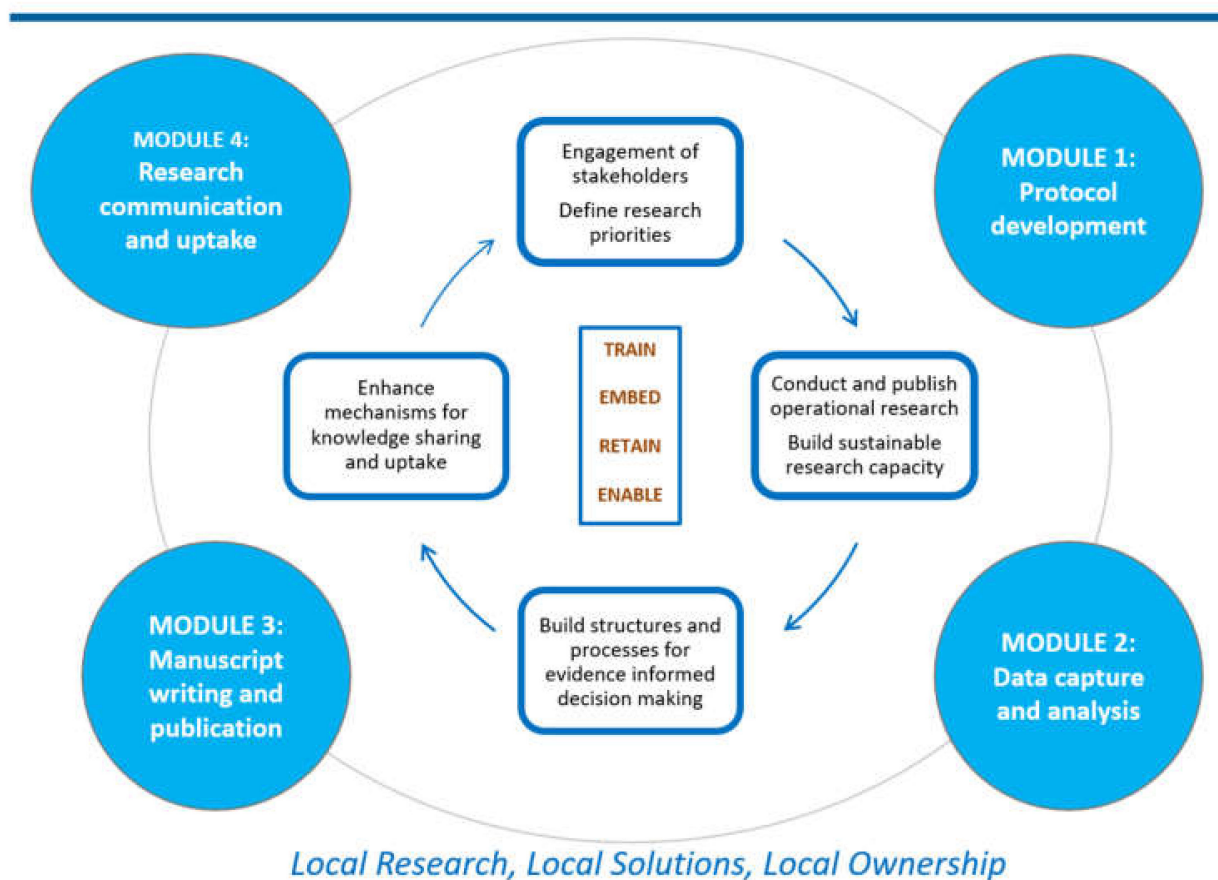 MODULE 4:
Research
communication
and uptake
Engagement of
stakeholders
Define research
priorities
MODULE 1:
Protocol
development
Enhance
mechanisms for
knowledge sharing
and uptake
TRAIN
EMBED
RETAIN
ENABLE
Conduct and publish
operational research
Build sustainable
research capacity
MODULE 3:
Manuscript
writing and
publication
Build structures and
processes for
evidence informed
decision making
MODULE 2:
Data capture
and analysis
Local Research, Local Solutions, Local Ownership